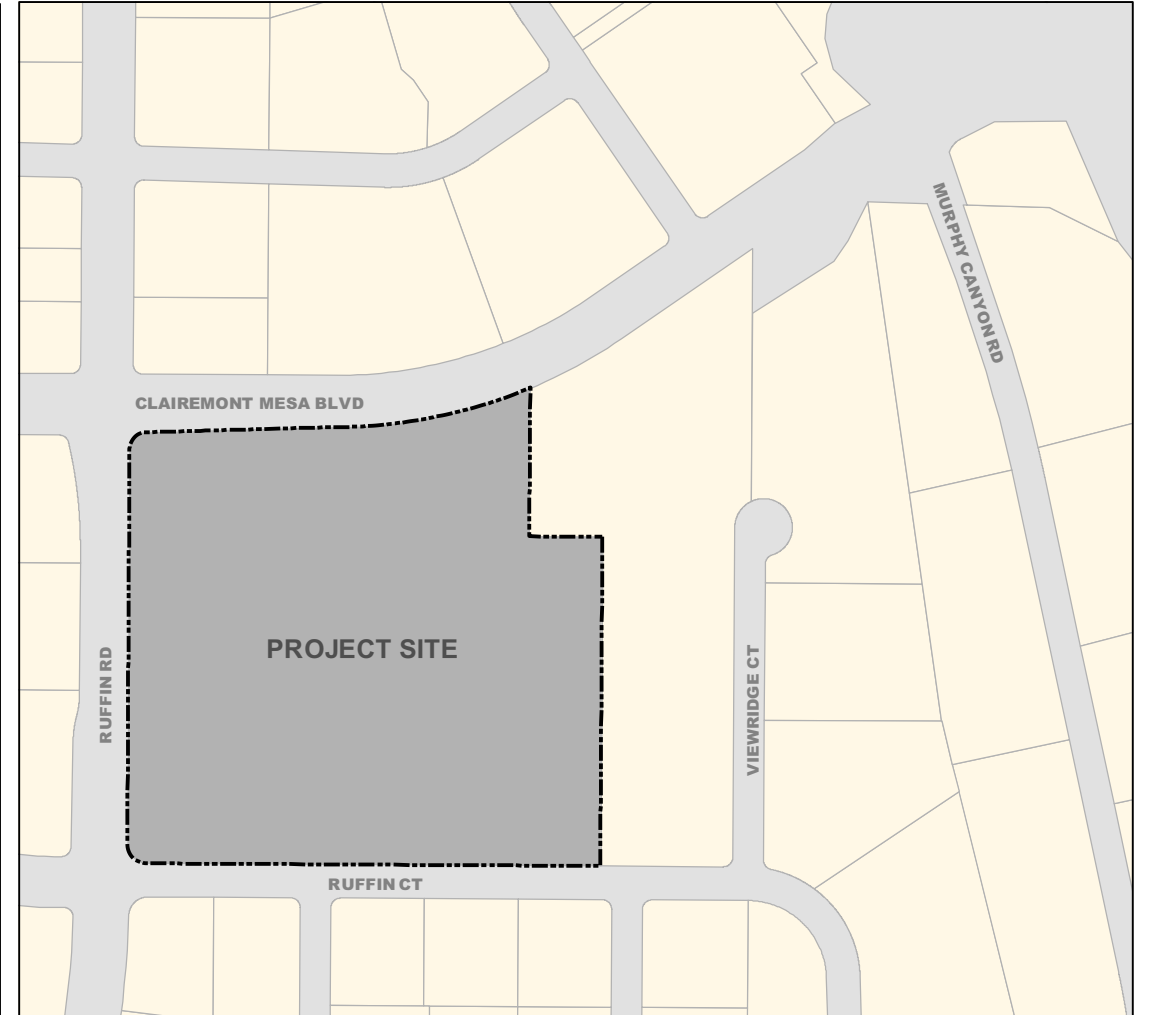 MURPHY CANYON RD
CLAIREMONT MESA BLVD
PROJECT SITE
RUFFIN RD
VIEWRIDGE CT
RUFFIN CT